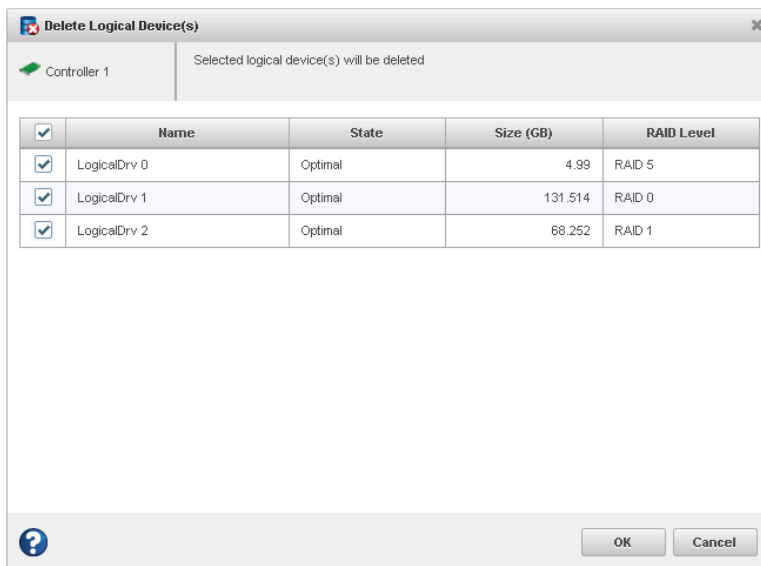 Delete Logical Device(s)
Controller 1
Selected logical device(s) will be deleted
Name State Size (GB) RAID Level
LogicalDrv 0 Optimal 4.99 RAID 5
LogicalDrv 1 Optimal 131.514 RAID 0
LogicalDrv 2 Optimal 68.252 RAID 1
OK Cancel